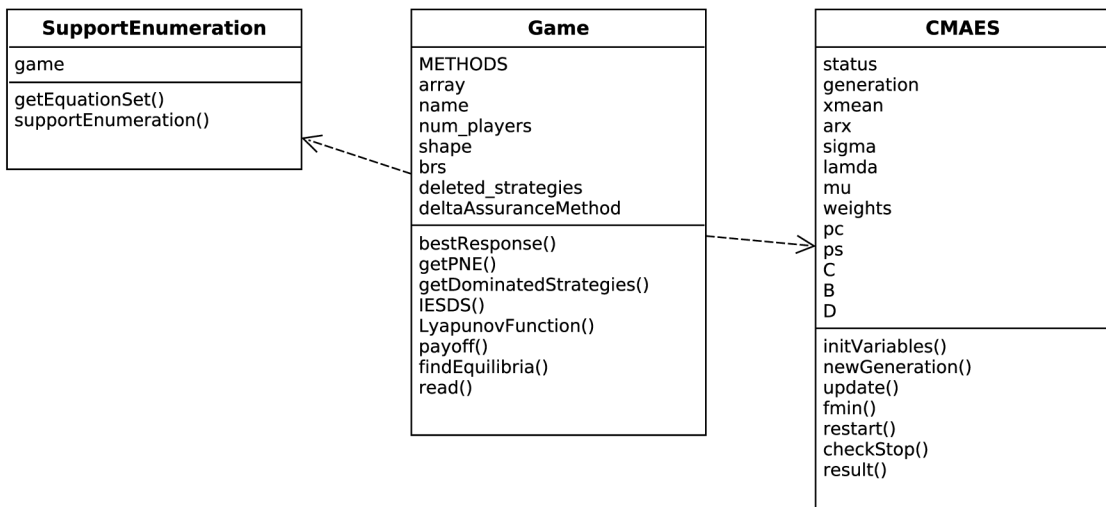 SupportEnumeration
game
getEquationSet()
supportEnumeration()
Game
METHODS
array
name
num_players
shape
brs
deleted_strategies
deltaAssuranceMethod
bestResponse()
getPNE()
getDominatedStrategies()
IESDS()
LyapunovFunction()
payoff()
findEquilibria()
read()
CMAES
status
generation
xmean
arx
sigma
lamda
mu
weights
pc
ps
C
B
D
initVariables()
newGeneration()
update()
fmin()
restart()
checkStop()
result()